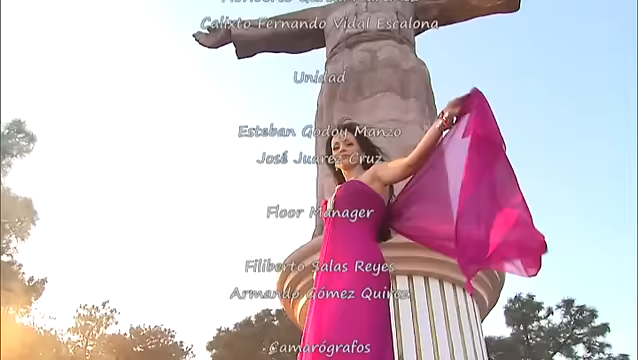 Calixto Fernando Vidal Escalona
Unidad
Esteban Godoy Manzo
José Juarez Cruz
Floor Manager
Filiberto Salas Reyes
Armando Gómez Quiroz
Camarógrafos